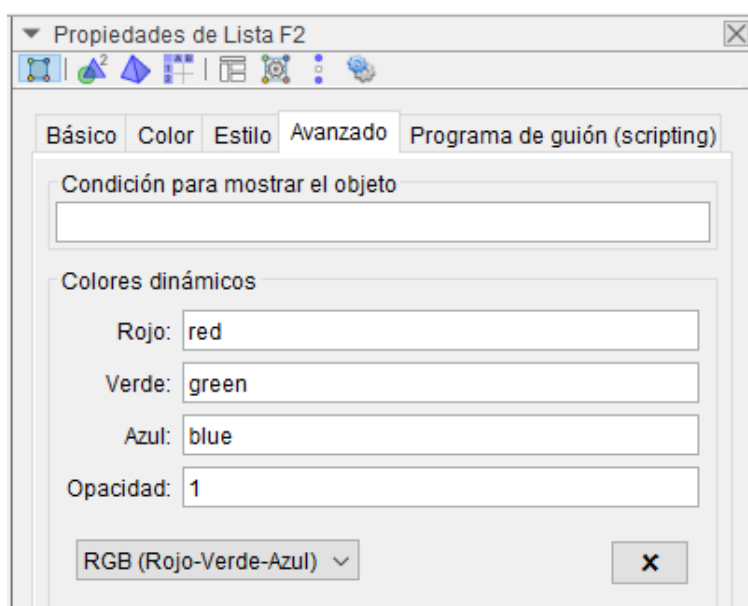 Propiedades de Lista F2
Básico Color Estilo Avanzado Programa de guión (scripting)
Condición para mostrar el objeto
Colores dinámicos
Rojo: red
Verde: green
Azul: blue
Opacidad: 1
RGB (Rojo-Verde-Azul)